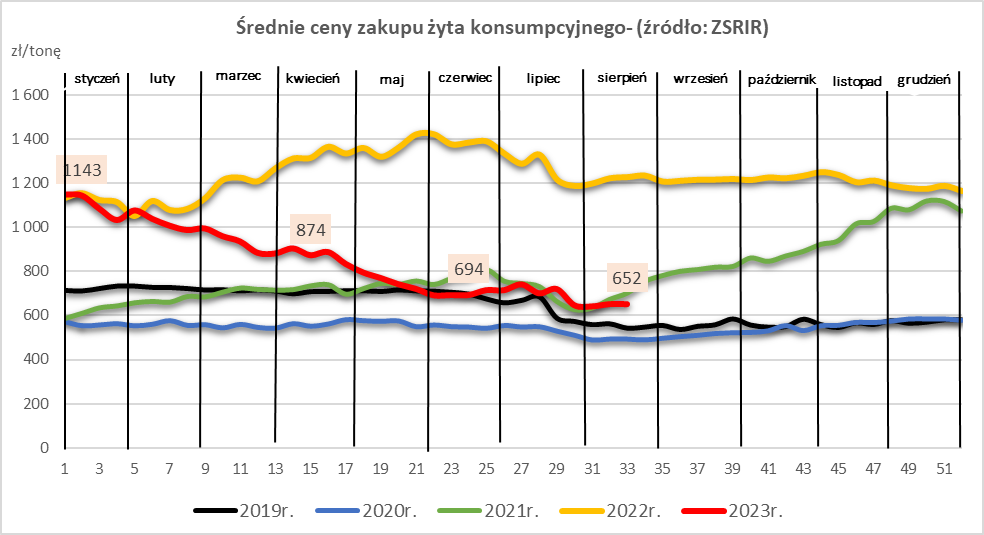 Średnie ceny zakupu żyta konsumpcyjnego- (źródło: ZSRIR)
zł/tonę
styczeń luty marzec kwiecień maj czerwiec lipiec sierpień wrzesień październik listopad grudzień
1 600
1 400
1 200
1143
1 000
874
800
694
652
600
400
200
0
1 3 5 7 9 11 13 15 17 19 21 23 25 27 29 31 33 35 37 39 41 43 45 47 49 51
2019r. 2020r. 2021r. 2022r. 2023r.